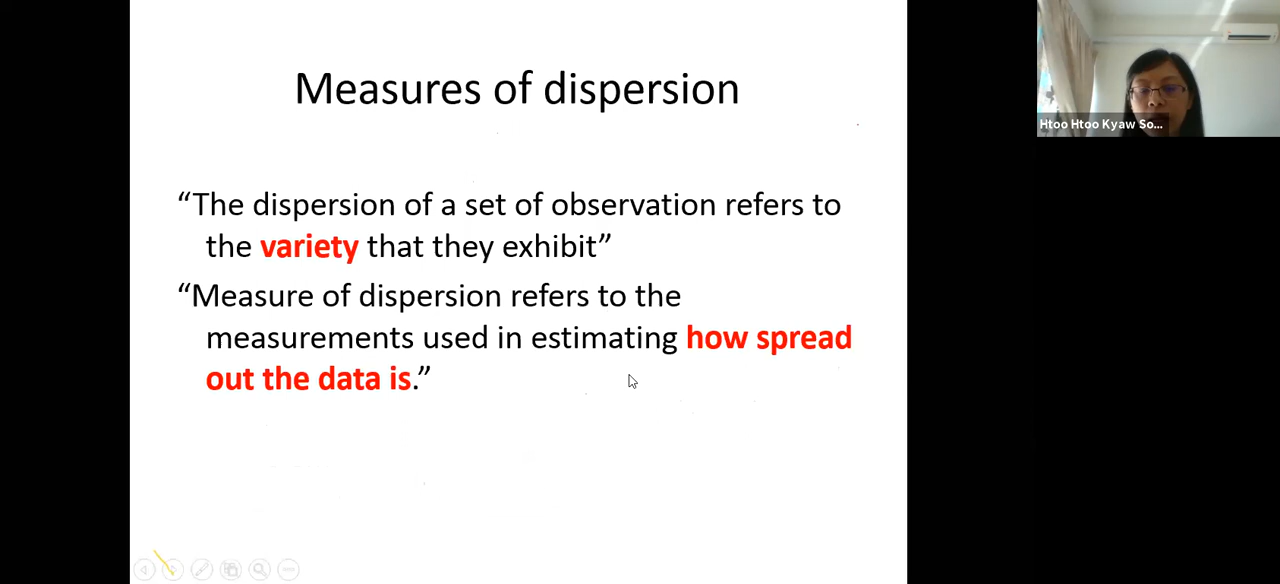 Measures of dispersion
“The dispersion of a set of observation refers to
the variety that they exhibit”
“Measure of dispersion refers to the
measurements used in estimating how spread
out the data is.”
Htoo Htoo Kyaw So...